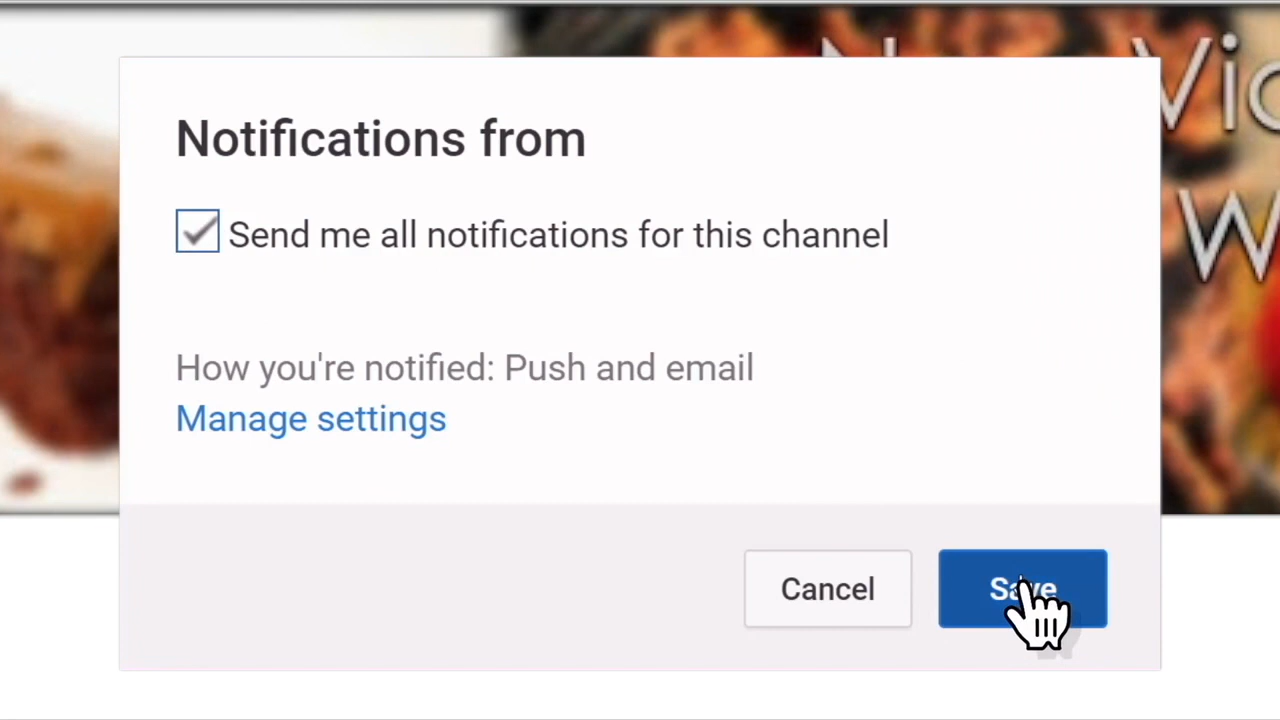 Notifications from
Send me all notifications for this channel
How you're notified: Push and email
Manage settings
Cancel
Save